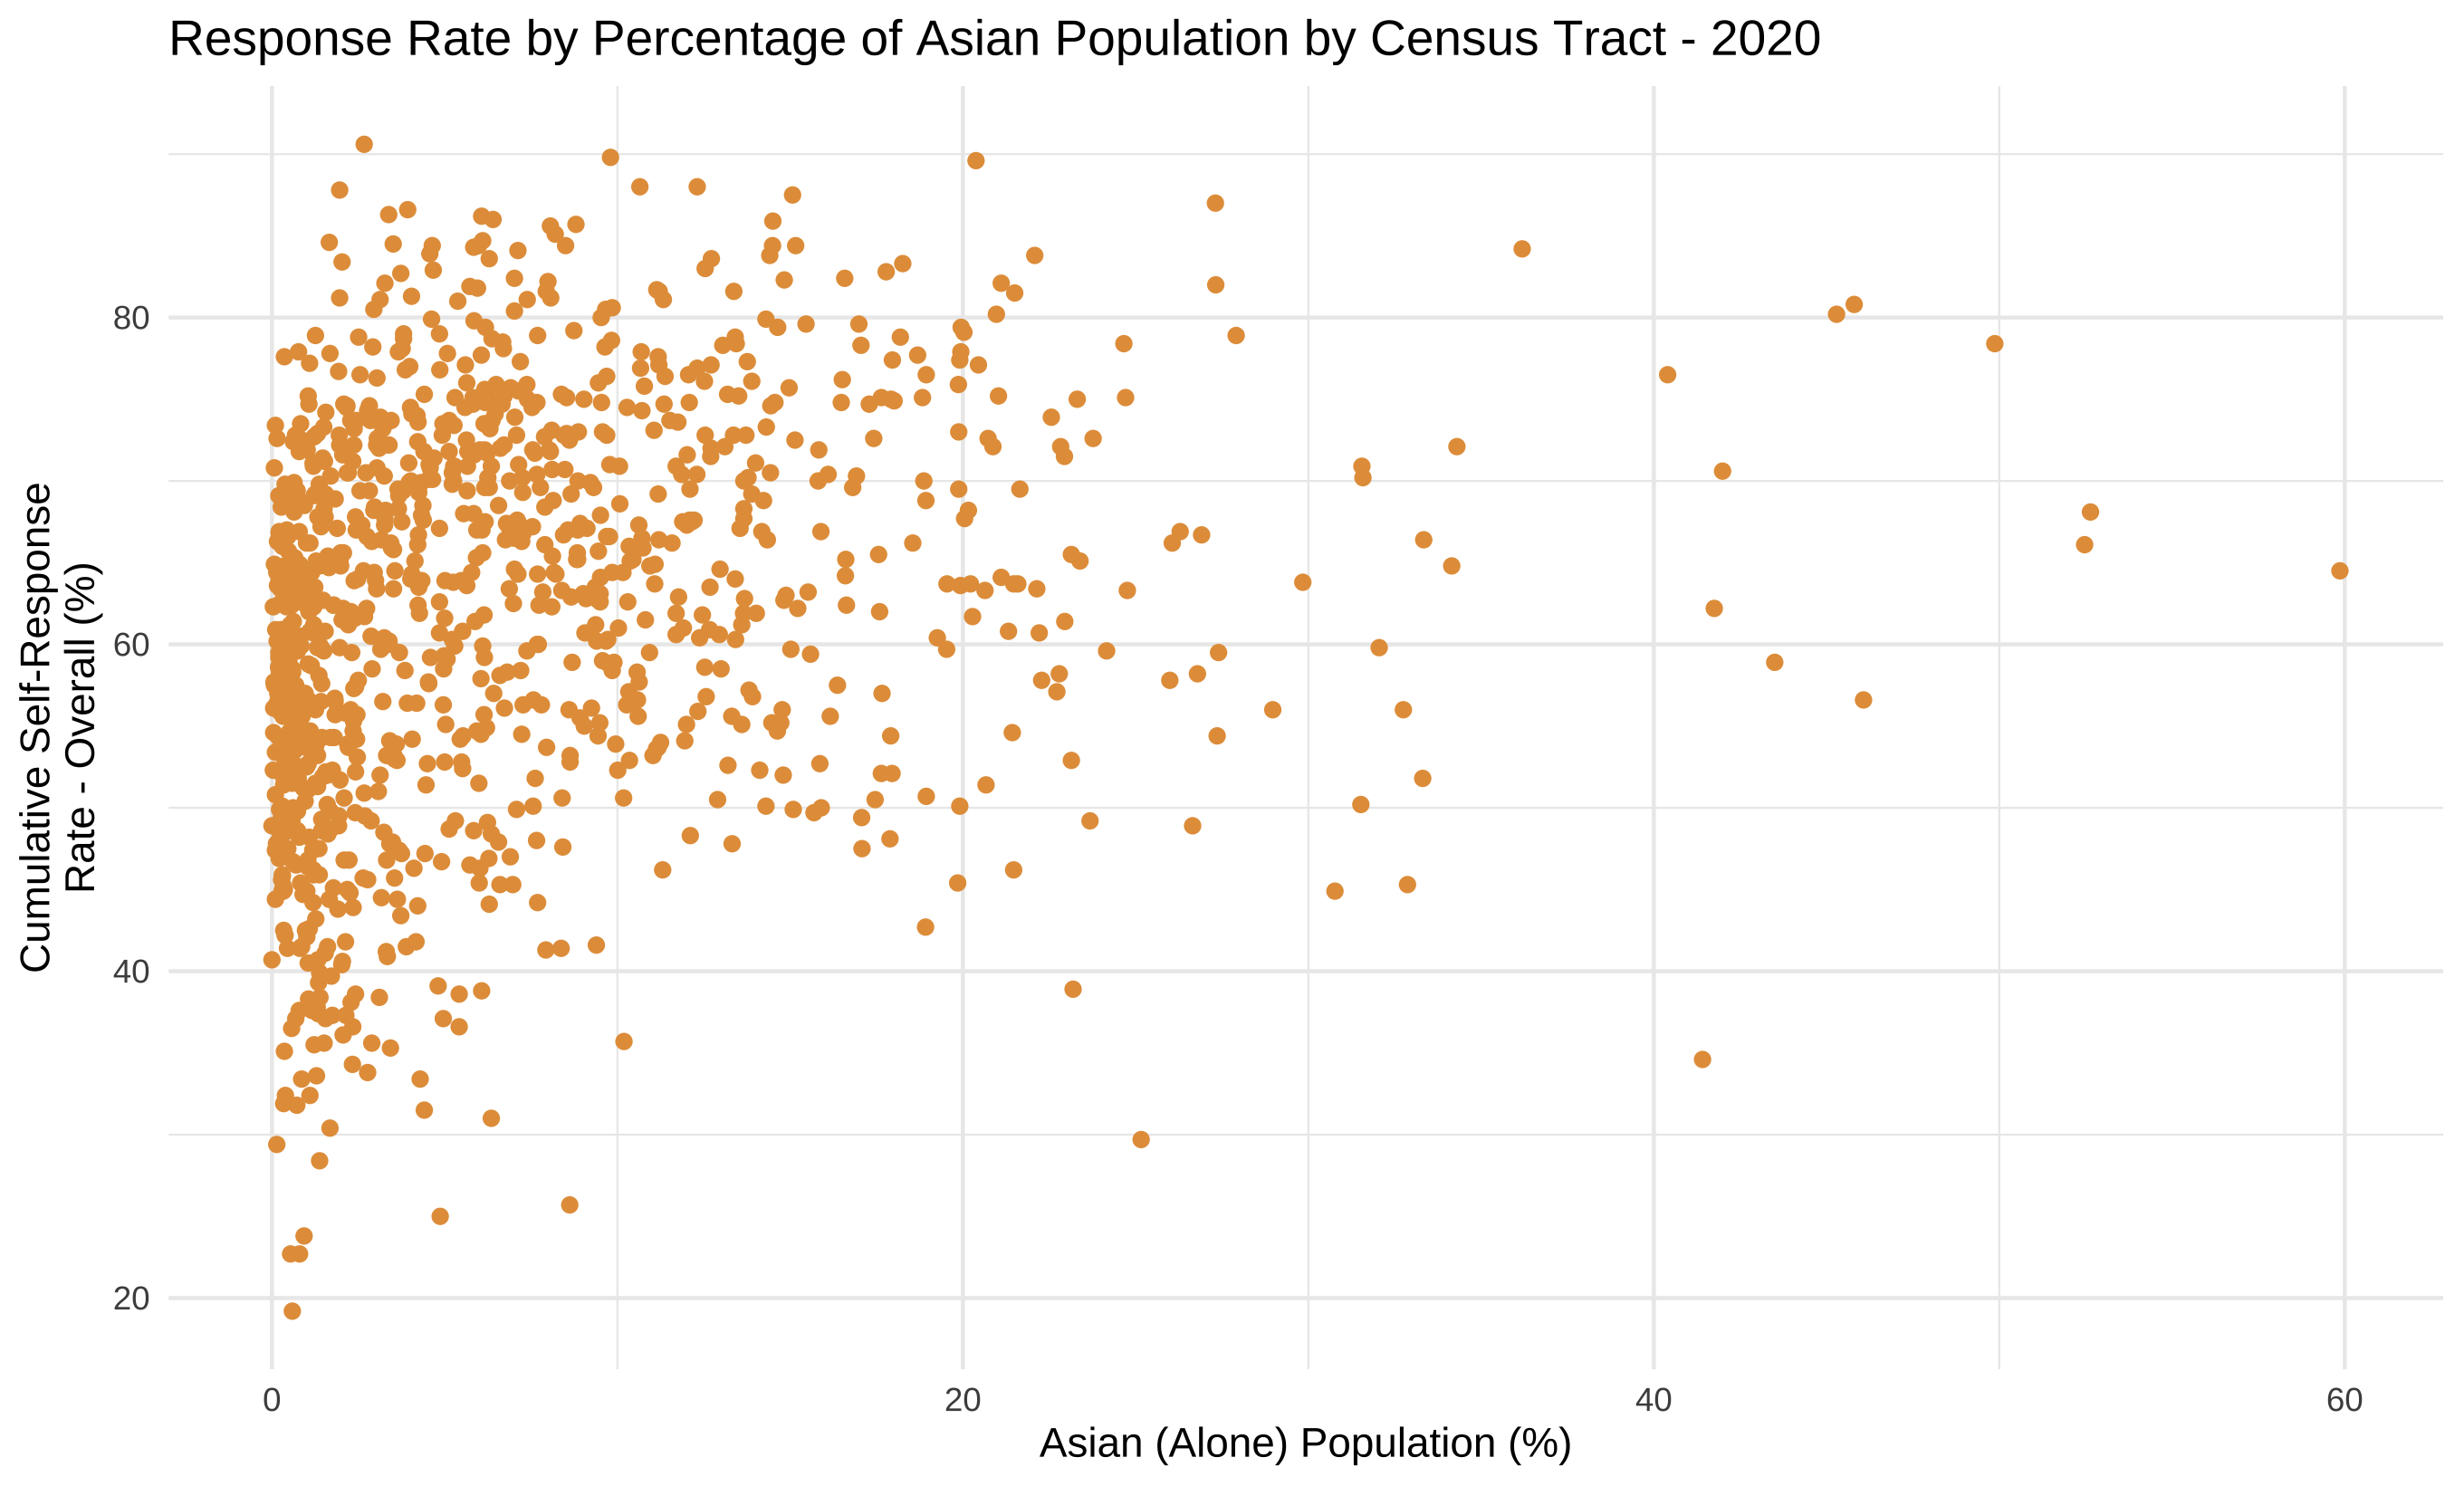 Response Rate by Percentage of Asian Population by Census Tract - 2020
Cumulative Self-Response
Rate - Overall (%)
80
60
40
20
0
20
40
60
Asian (Alone) Population (%)